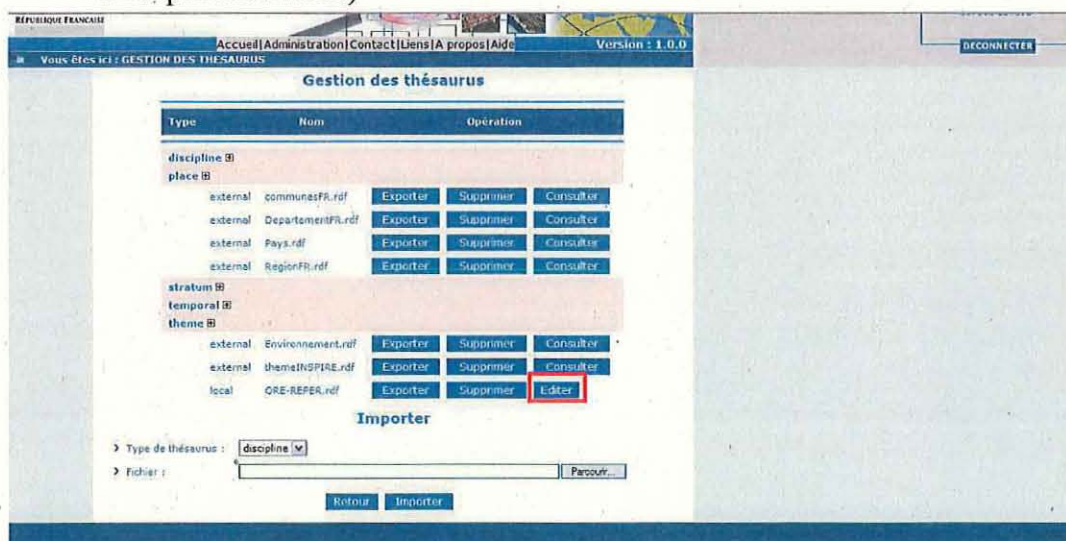 RÉPUBLIQUE FRANÇAISE
Accueil|Administration|Contact|Liens|A propos|Aide
Version : 1.0.0
DECONNECTER
Vous êtes ici : GESTION DES THESAURUS
Gestion des thésaurus
Type Nom Opération
discipline
place
external communesFR.rdf Exporter Supprimer Consulter
external DepartementFR.rdf Exporter Supprimer Consulter
external Pays.rdf Exporter Supprimer Consulter
external RegionFR.rdf Exporter Supprimer Consulter
stratum
temporal
theme
external Environnement.rdf Exporter Supprimer Consulter
external themeINSPIRE.rdf Exporter Supprimer Consulter
local ORE-REPER.rdf Exporter Supprimer Editer
Importer
> Type de thésaurus : discipline
> Fichier : Parcourir...
Retour Importer